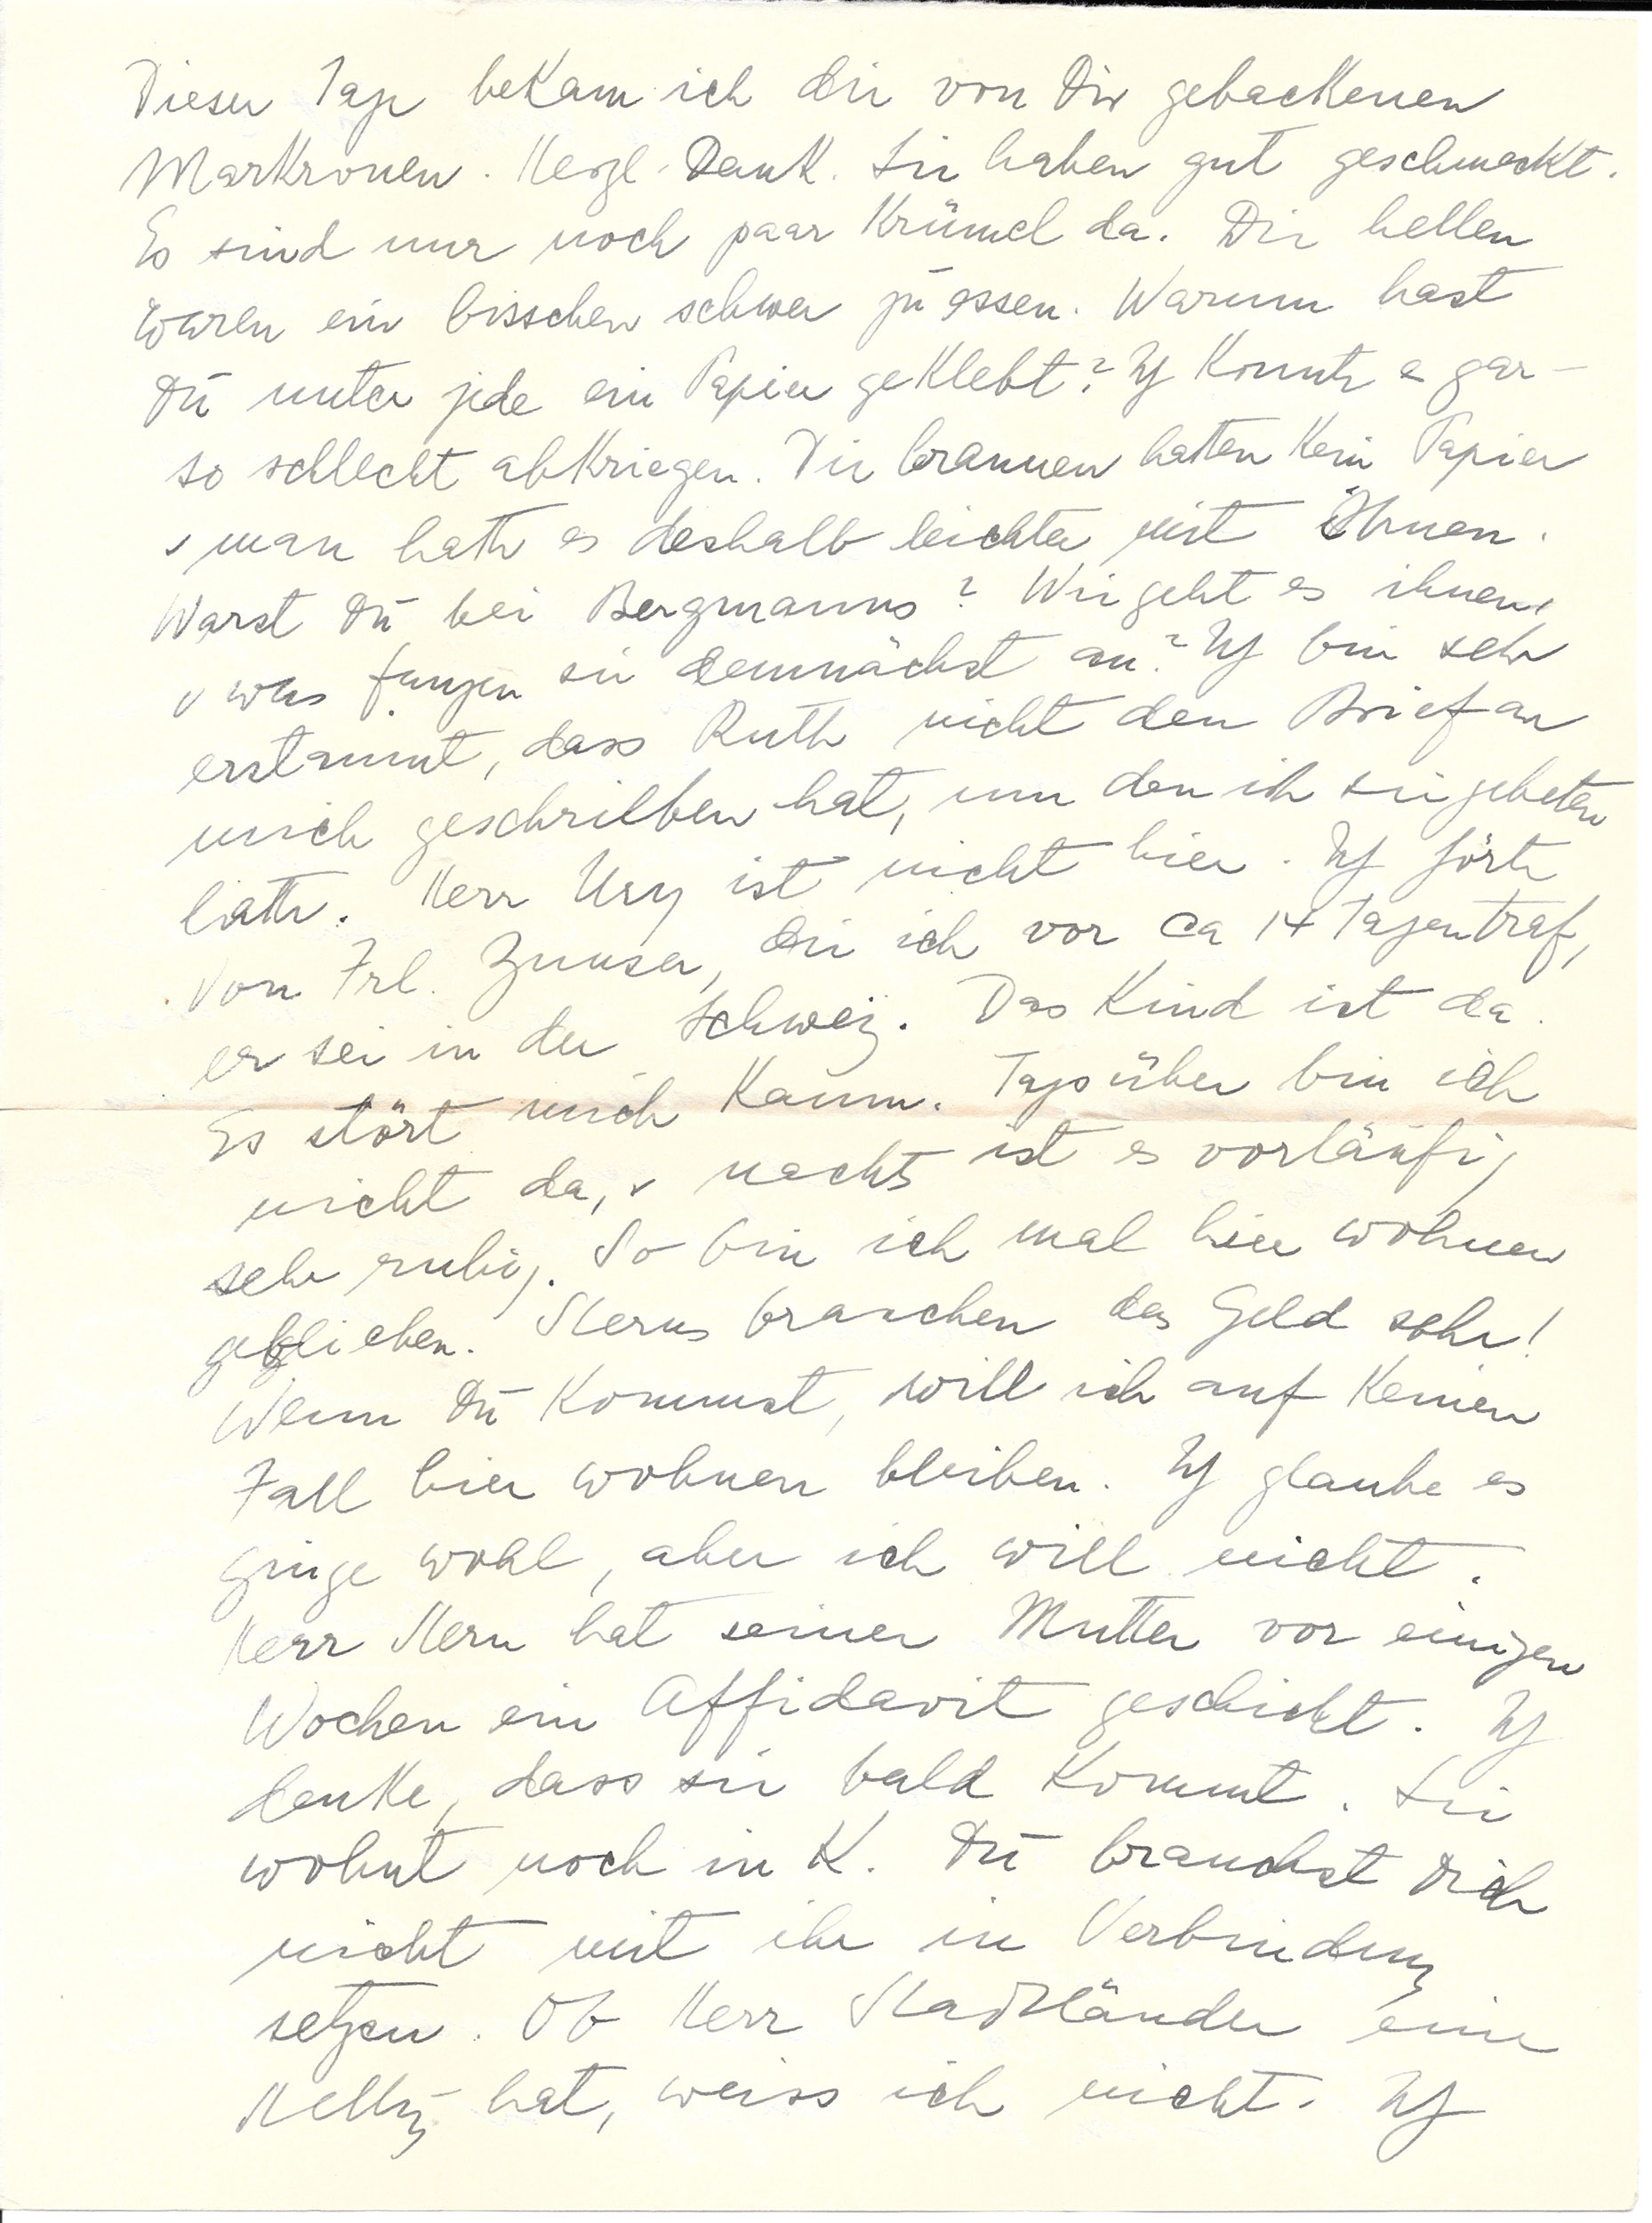 Dieser Tage bekam ich die von Dir gebackenen
Markronen. Herzl. Dank. Sie haben gut geschmeckt.
Es sind nur noch paar Krümel da. Die hellen
waren ein bisschen schwer zu essen. Warum hast
Du unter jede ein Papier geklebt? Ich konnte es gar
so schlecht abkriegen. Die braunen hatten kein Papier
u man hatte es deshalb leichter mit Ihnen.
Warst Du bei Bergmanns? Wie geht es ihnen,
u was fangen sie demnächst an? Ich bin sehr
erstaunt, dass Ruth nicht den Brief an
mich geschrieben hat, um den ich sie gebeten
hatte. Herr Ury ist nicht hier. Ich hörte
von Frl. Zunser, die ich vor ca 14 Tagen traf,
er sei in der Schweiz. Das Kind ist da.
Es stört mich kaum. Tagsüber bin ich
nicht da, u nachts ist es vorläufig
sehr ruhig. So bin ich mal hier wohnen
geblieben. Sterns brauchen das Geld sehr!
Wenn Du kommst, will ich auf keinen
Fall hier wohnen bleiben. Ich glaube es
ginge wohl, aber ich will nicht.
Herr Stern hat seiner Mutter vor einigen
Wochen ein Affidavit geschickt. Ich
denke, dass sie bald kommt. Sie
wohnt noch in K. Du brauchst Dich
nicht mit ihr in Verbindung
setzen. Ob Herr Stadtländer eine
Stellung hat, weiss ich nicht. Ich